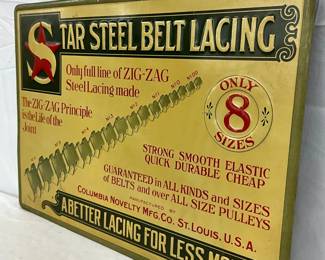 STAR STEEL BELT LACING
Only full line of ZIG-ZAG
Steel Lacing made
The ZIG-ZAG Principle
is the Life of the
Joint
ONLY
8
SIZES
STRONG SMOOTH ELASTIC
QUICK DURABLE CHEAP
GUARANTEED in ALL KINDS and SIZES
of BELTS and over ALL SIZE PULLEYS
MANUFACTURED BY
COLUMBIA NOVELTY MFG. CO. ST. LOUIS, U.S.A.
A BETTER LACING FOR LESS